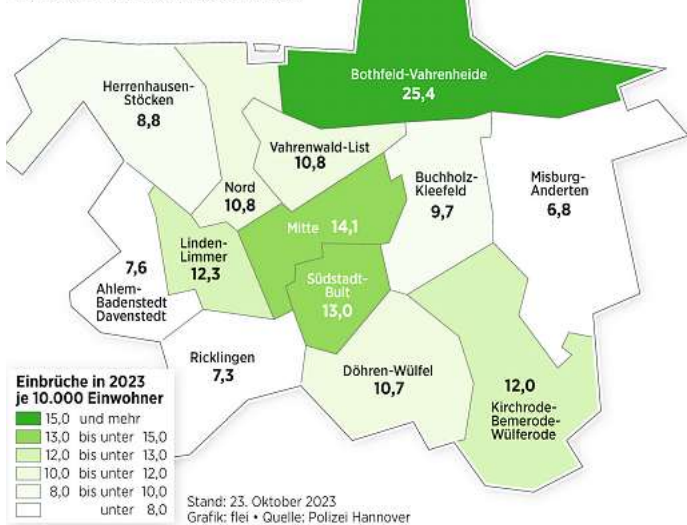 Bothfeld-Vahrenheide
25,4
Herrenhausen-
Stöcken
8,8
Vahrenwald-List
10,8
Nord
10,8
Buchholz-
Kleefeld
9,7
Misburg-
Anderten
6,8
Mitte 14,1
Linden-
Limmer
12,3
7,6
Ahlem-
Badenstedt
Davenstedt
Südstadt-
Bult
13,0
Ricklingen
7,3
Döhren-Wülfel
10,7
12,0
Kirchrode-
Bemerode-
Wülferode
Einbrüche in 2023
je 10.000 Einwohner
15,0 und mehr
13,0 bis unter 15,0
12,0 bis unter 13,0
10,0 bis unter 12,0
8,0 bis unter 10,0
unter 8,0
Stand: 23. Oktober 2023
Grafik: flei • Quelle: Polizei Hannover